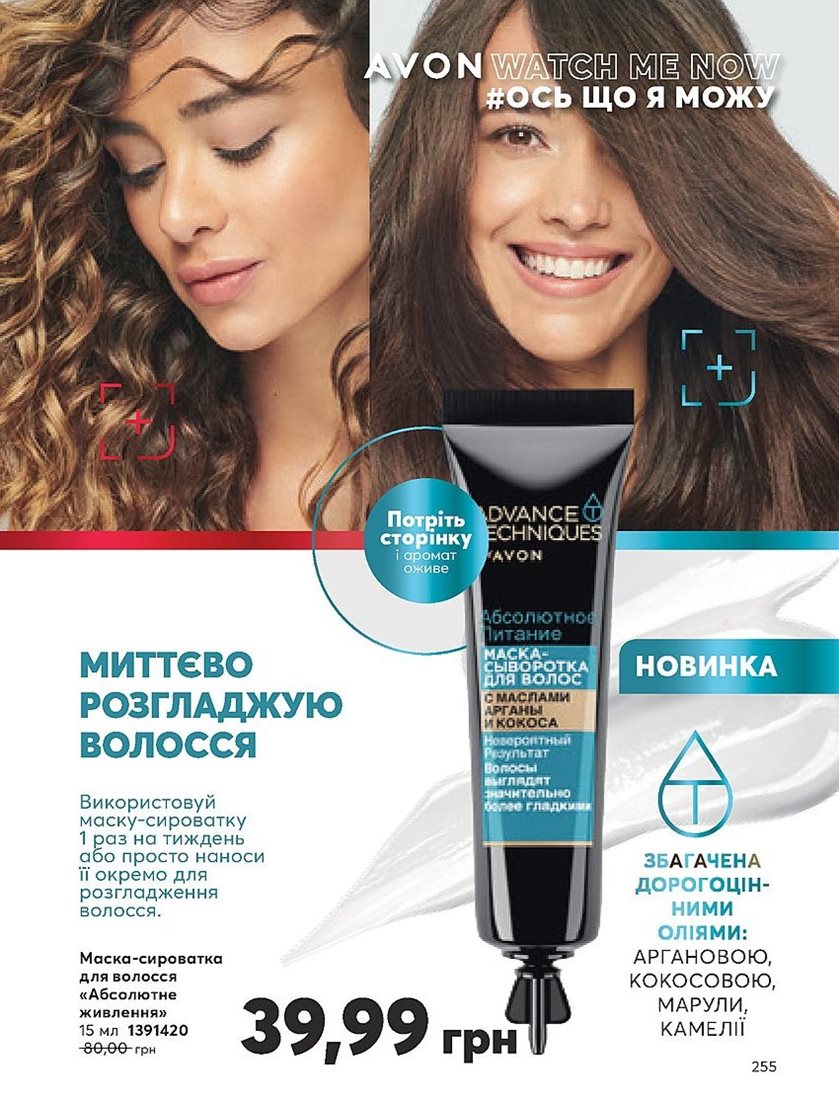 AVON WATCH ME NOW
#ОСЬ ЩО Я МОЖУ
Потріть
сторінку
і аромат
оживе
ADVANCE
TECHNIQUES
AVON
Абсолютное
Питание
МАСКА-
СЫВОРОТКА
ДЛЯ ВОЛОС
С МАСЛАМИ
АРГАНЫ
И КОКОСА
Невероятный
Результат
Волосы
выглядят
значительно
более гладкими
МИТТЄВО
РОЗГЛАДЖУЮ
ВОЛОССЯ
Використовуй
маску-сироватку
1 раз на тиждень
або просто наноси
її окремо для
розгладження
волосся.
Маска-сироватка
для волосся
«Абсолютне
живлення»
15 мл 1391420
80,00 грн
39,99 грн
НОВИНКА
ЗБАГАЧЕНА
ДОРОГОЦІН-
НИМИ
ОЛІЯМИ:
АРГАНОВОЮ,
КОКОСОВОЮ,
МАРУЛИ,
КАМЕЛІЇ
255